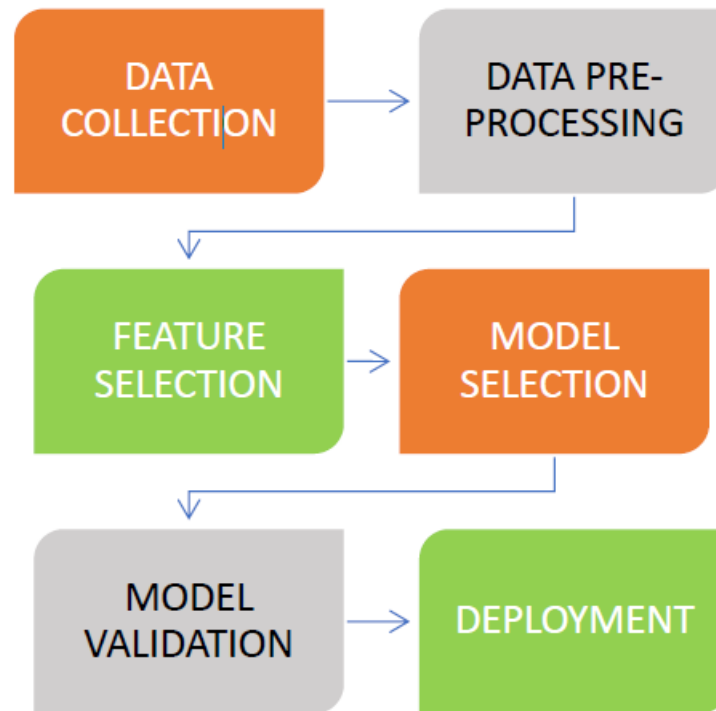 DATA
COLLECTION
DATA PRE-
PROCESSING
FEATURE
SELECTION
MODEL
SELECTION
MODEL
VALIDATION
DEPLOYMENT